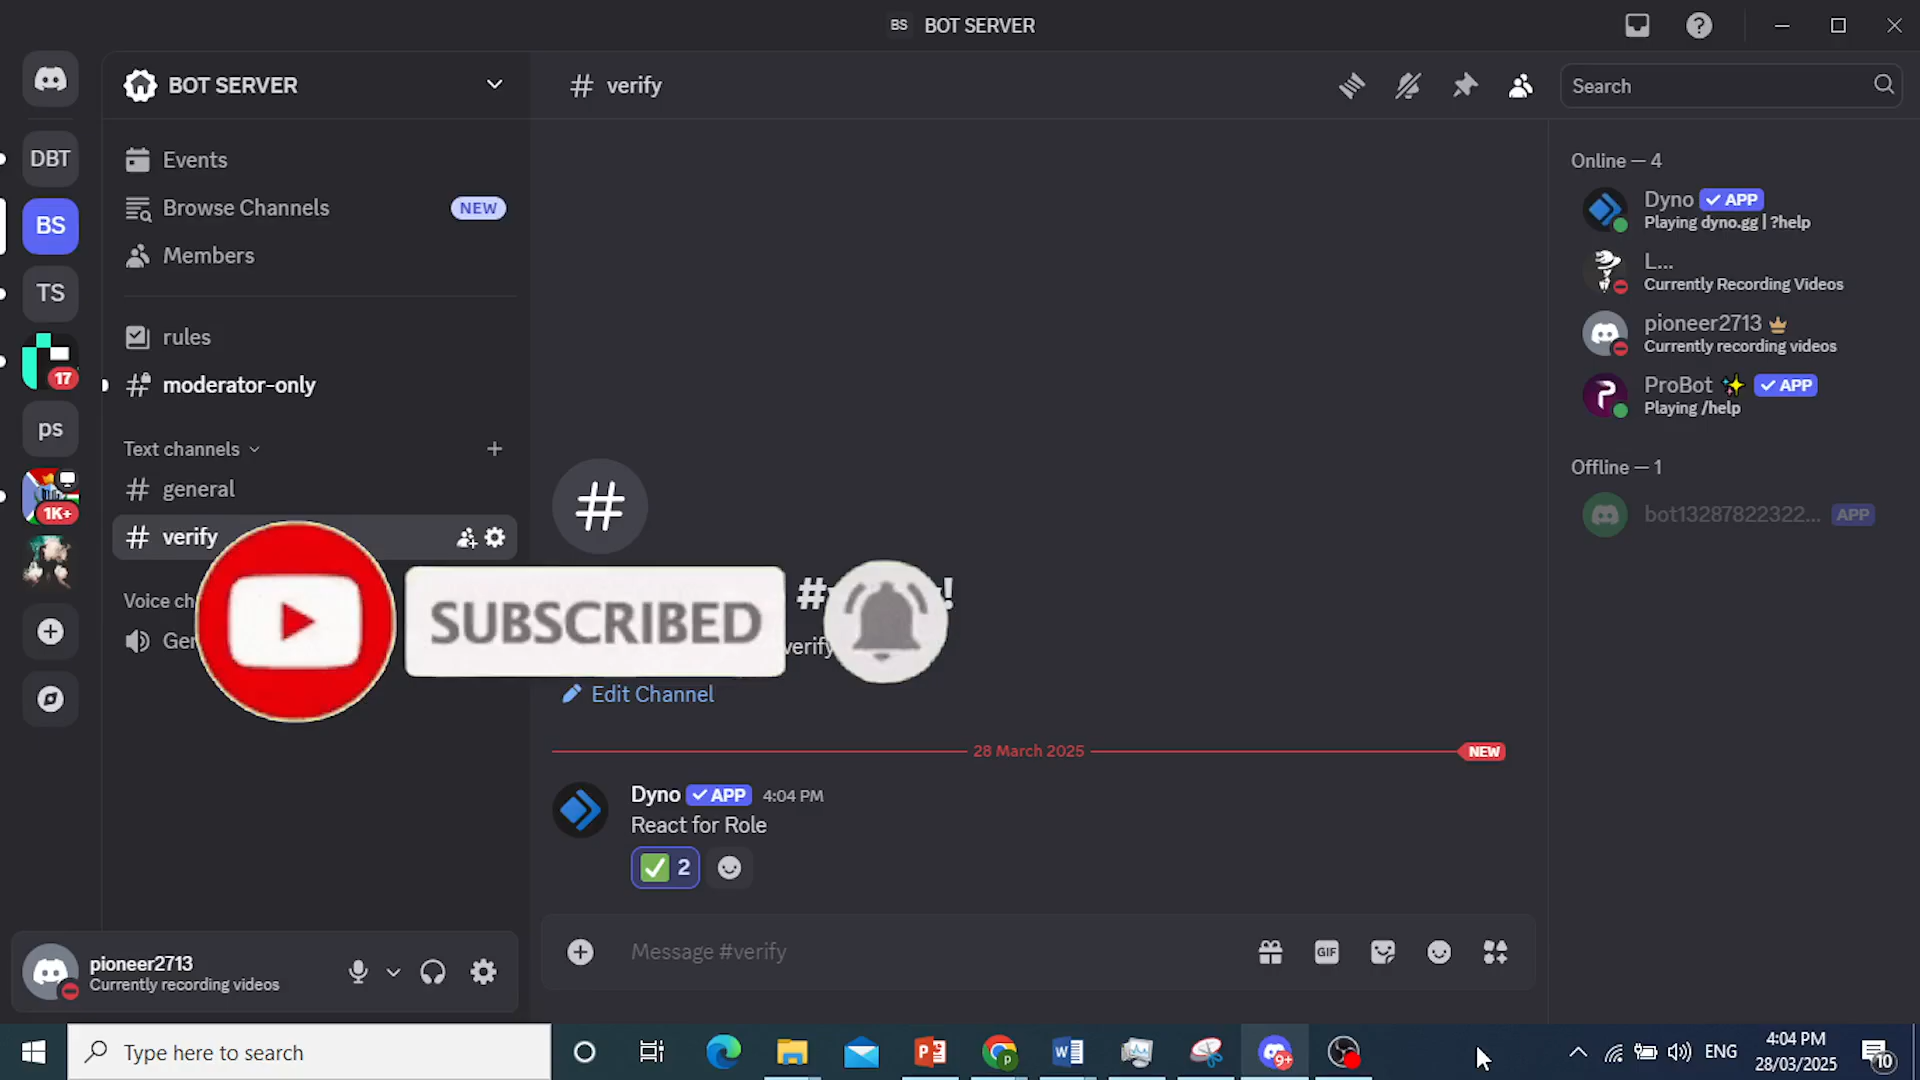 BS BOT SERVER
BOT SERVER
# verify
Search
DBT
BS
TS
17
ps
1K+
Events
Browse Channels NEW
Members
rules
moderator-only
Text channels
general
verify
Voice
SUBSCRIBED
#
!
Edit Channel
28 March 2025 NEW
Dyno APP 4:04 PM
React for Role
2
Message #verify
GIF
Online — 4
Dyno APP
Playing dyno.gg | ?help
L...
Currently Recording Videos
pioneer2713
Currently recording videos
ProBot APP
Playing /help
Offline — 1
bot13287822322... APP
pioneer2713
Currently recording videos
Type here to search
9+
ENG
4:04 PM
28/03/2025
10